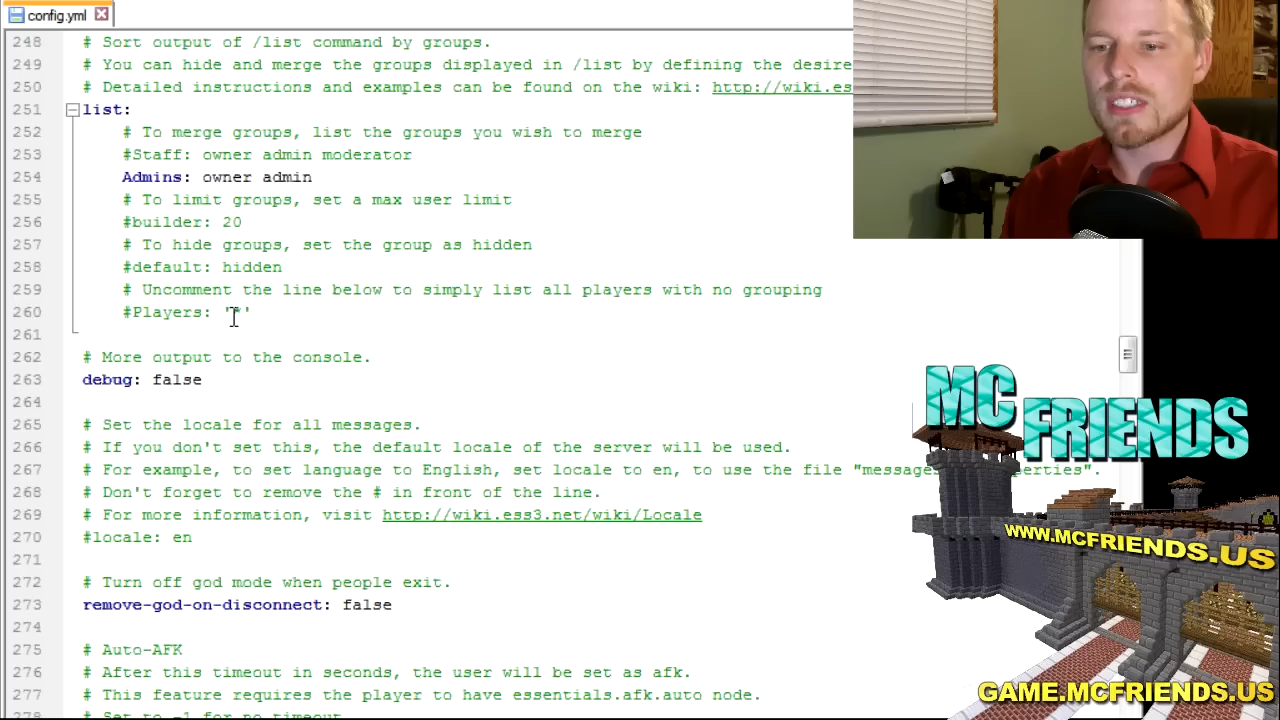 config.yml
248 # Sort output of /list command by groups.
249 # You can hide and merge the groups displayed in /list by defining the desire
250 # Detailed instructions and examples can be found on the wiki: http://wiki.es
251 list:
252 # To merge groups, list the groups you wish to merge
253 #Staff: owner admin moderator
254 Admins: owner admin
255 # To limit groups, set a max user limit
256 #builder: 20
257 # To hide groups, set the group as hidden
258 #default: hidden
259 # Uncomment the line below to simply list all players with no grouping
260 #Players: '*'
261
262 # More output to the console.
263 debug: false
264
265 # Set the locale for all messages.
266 # If you don't set this, the default locale of the server will be used.
267 # For example, to set language to English, set locale to en, to use the file "messages perties".
268 # Don't forget to remove the # in front of the line.
269 # For more information, visit http://wiki.ess3.net/wiki/Locale
270 #locale: en
271
272 # Turn off god mode when people exit.
273 remove-god-on-disconnect: false
274
275 # Auto-AFK
276 # After this timeout in seconds, the user will be set as afk.
277 # This feature requires the player to have essentials.afk.auto node.
278 # Set to -1 for no timeout.
MC
FRIENDS
WWW.MCFRIENDS.US
GAME.MCFRIENDS.US